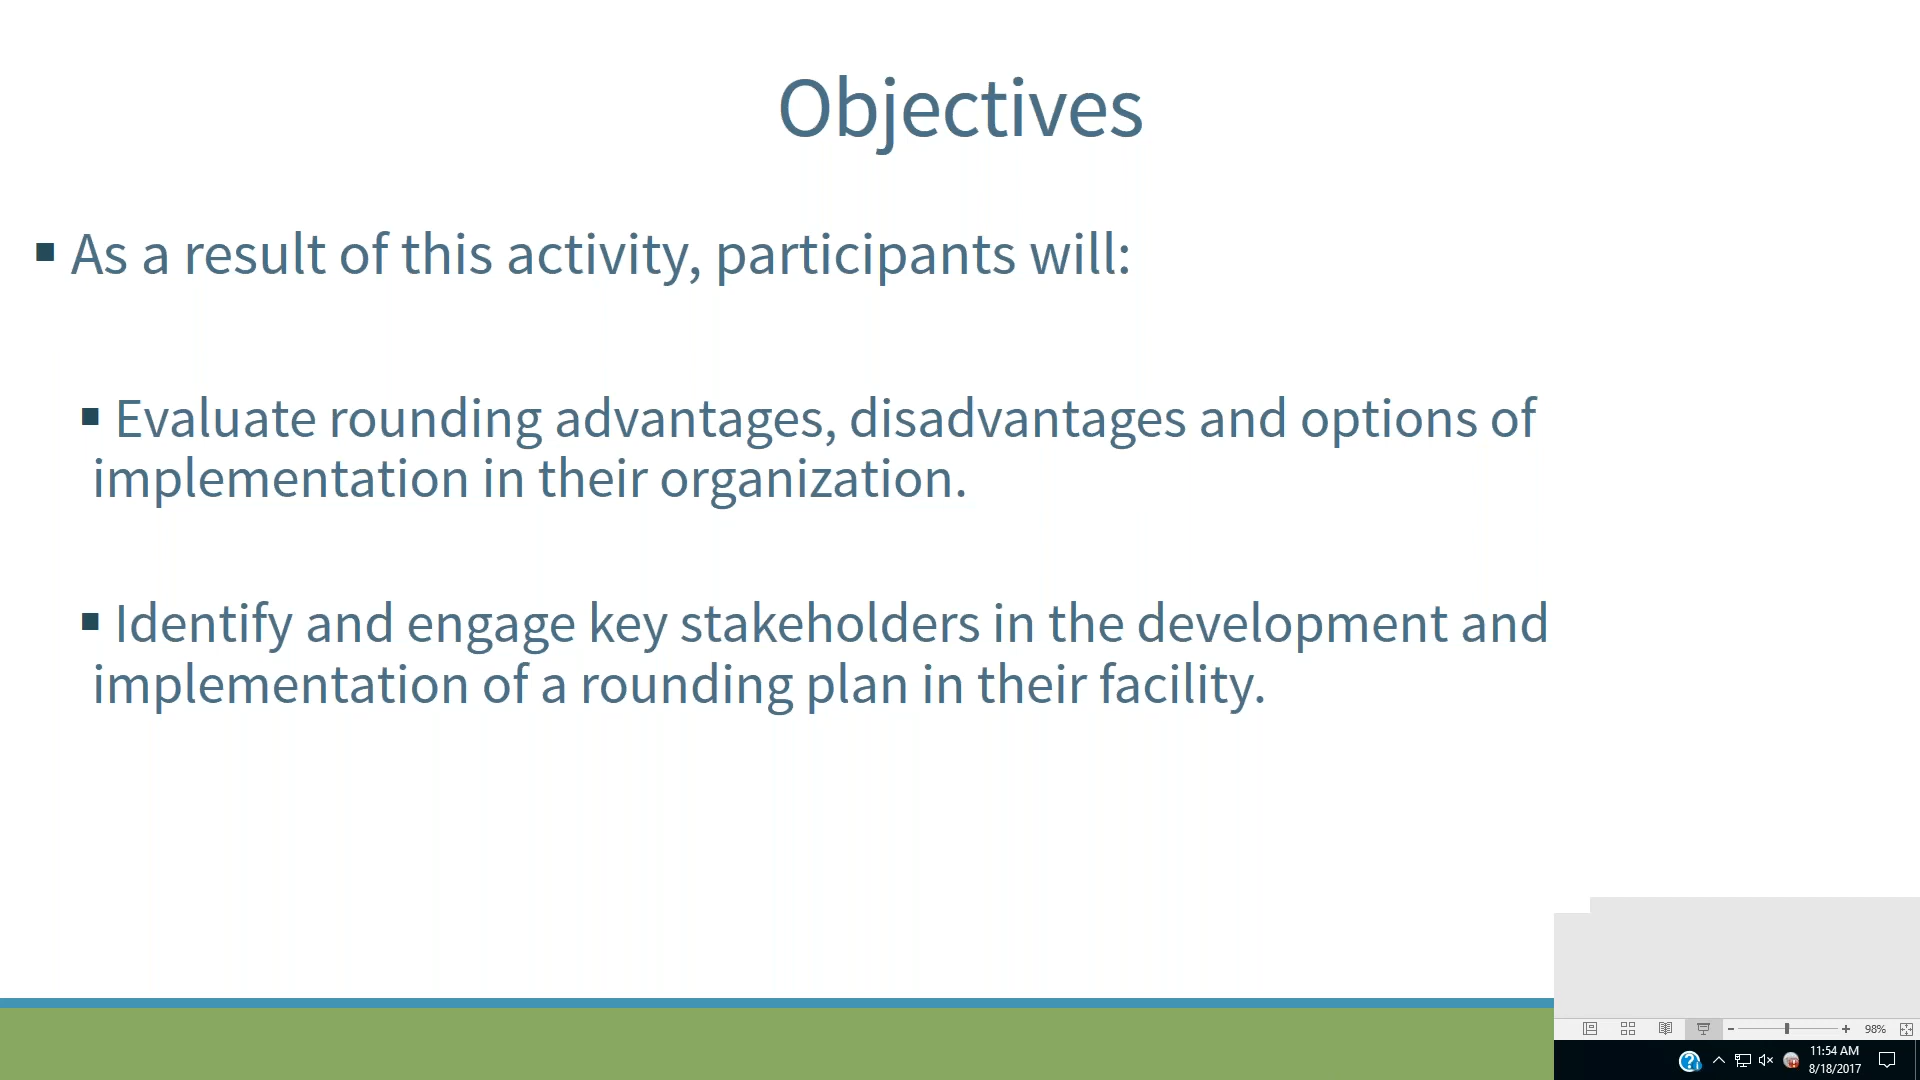 Objectives
▪ As a result of this activity, participants will:
▪ Evaluate rounding advantages, disadvantages and options of
implementation in their organization.
▪ Identify and engage key stakeholders in the development and
implementation of a rounding plan in their facility.
98%
11:54 AM
8/18/2017